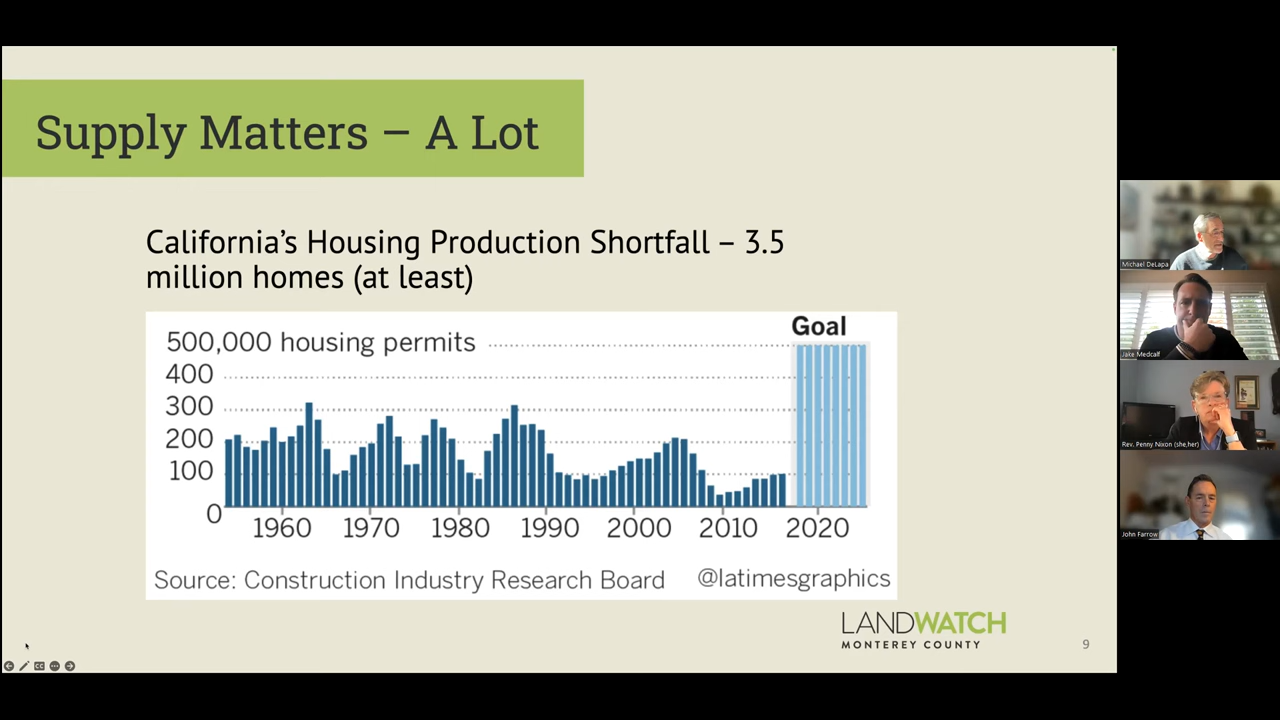 Supply Matters – A Lot
California's Housing Production Shortfall – 3.5
million homes (at least)
Goal
500,000 housing permits
400
300
200
100
0
1960 1970 1980 1990 2000 2010 2020
Source: Construction Industry Research Board @latimesgraphics
LANDWATCH
MONTEREY COUNTY
9
Michael DeLapa
Jake Medcalf
Rev. Penny Nixon (she,her)
John Farrow